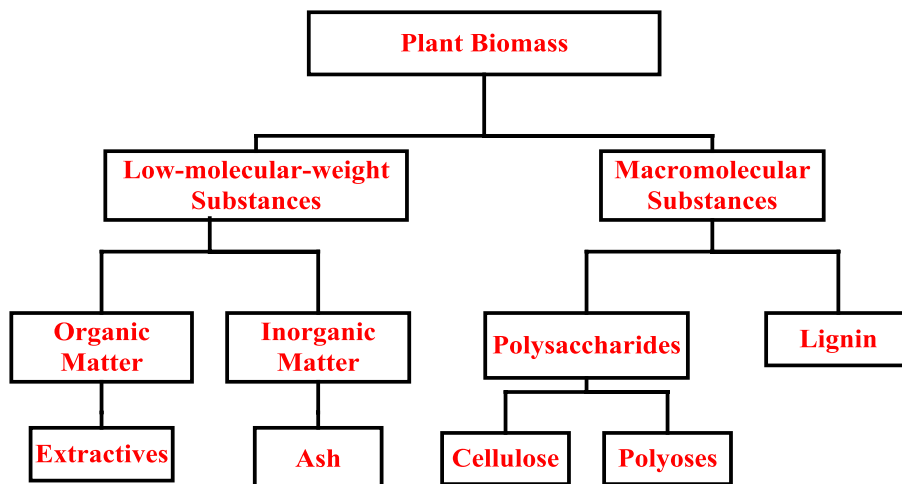 Plant Biomass
Low-molecular-weight
Substances
Macromolecular
Substances
Organic
Matter
Inorganic
Matter
Polysaccharides
Lignin
Extractives
Ash
Cellulose
Polyoses